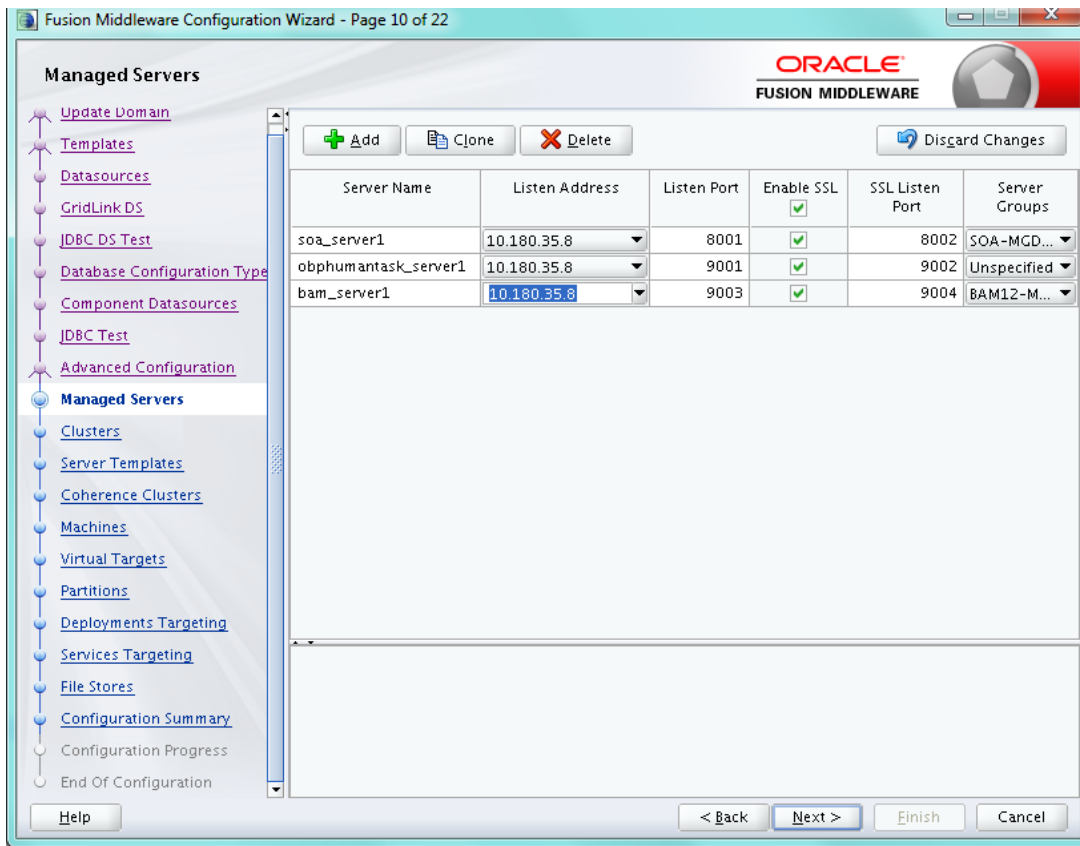 Fusion Middleware Configuration Wizard - Page 10 of 22
Managed Servers
ORACLE
FUSION MIDDLEWARE
Update Domain
Templates
Datasources
GridLink DS
JDBC DS Test
Database Configuration Type
Component Datasources
JDBC Test
Advanced Configuration
Managed Servers
Clusters
Server Templates
Coherence Clusters
Machines
Virtual Targets
Partitions
Deployments Targeting
Services Targeting
File Stores
Configuration Summary
Configuration Progress
End Of Configuration
Add Clone Delete Discard Changes
Server Name Listen Address Listen Port Enable SSL SSL Listen Port Server Groups
soa_server1 10.180.35.8 8001 8002 SOA-MGD...
obphumantask_server1 10.180.35.8 9001 9002 Unspecified
bam_server1 10.180.35.8 9003 9004 BAM12-M...
Help < Back Next > Finish Cancel